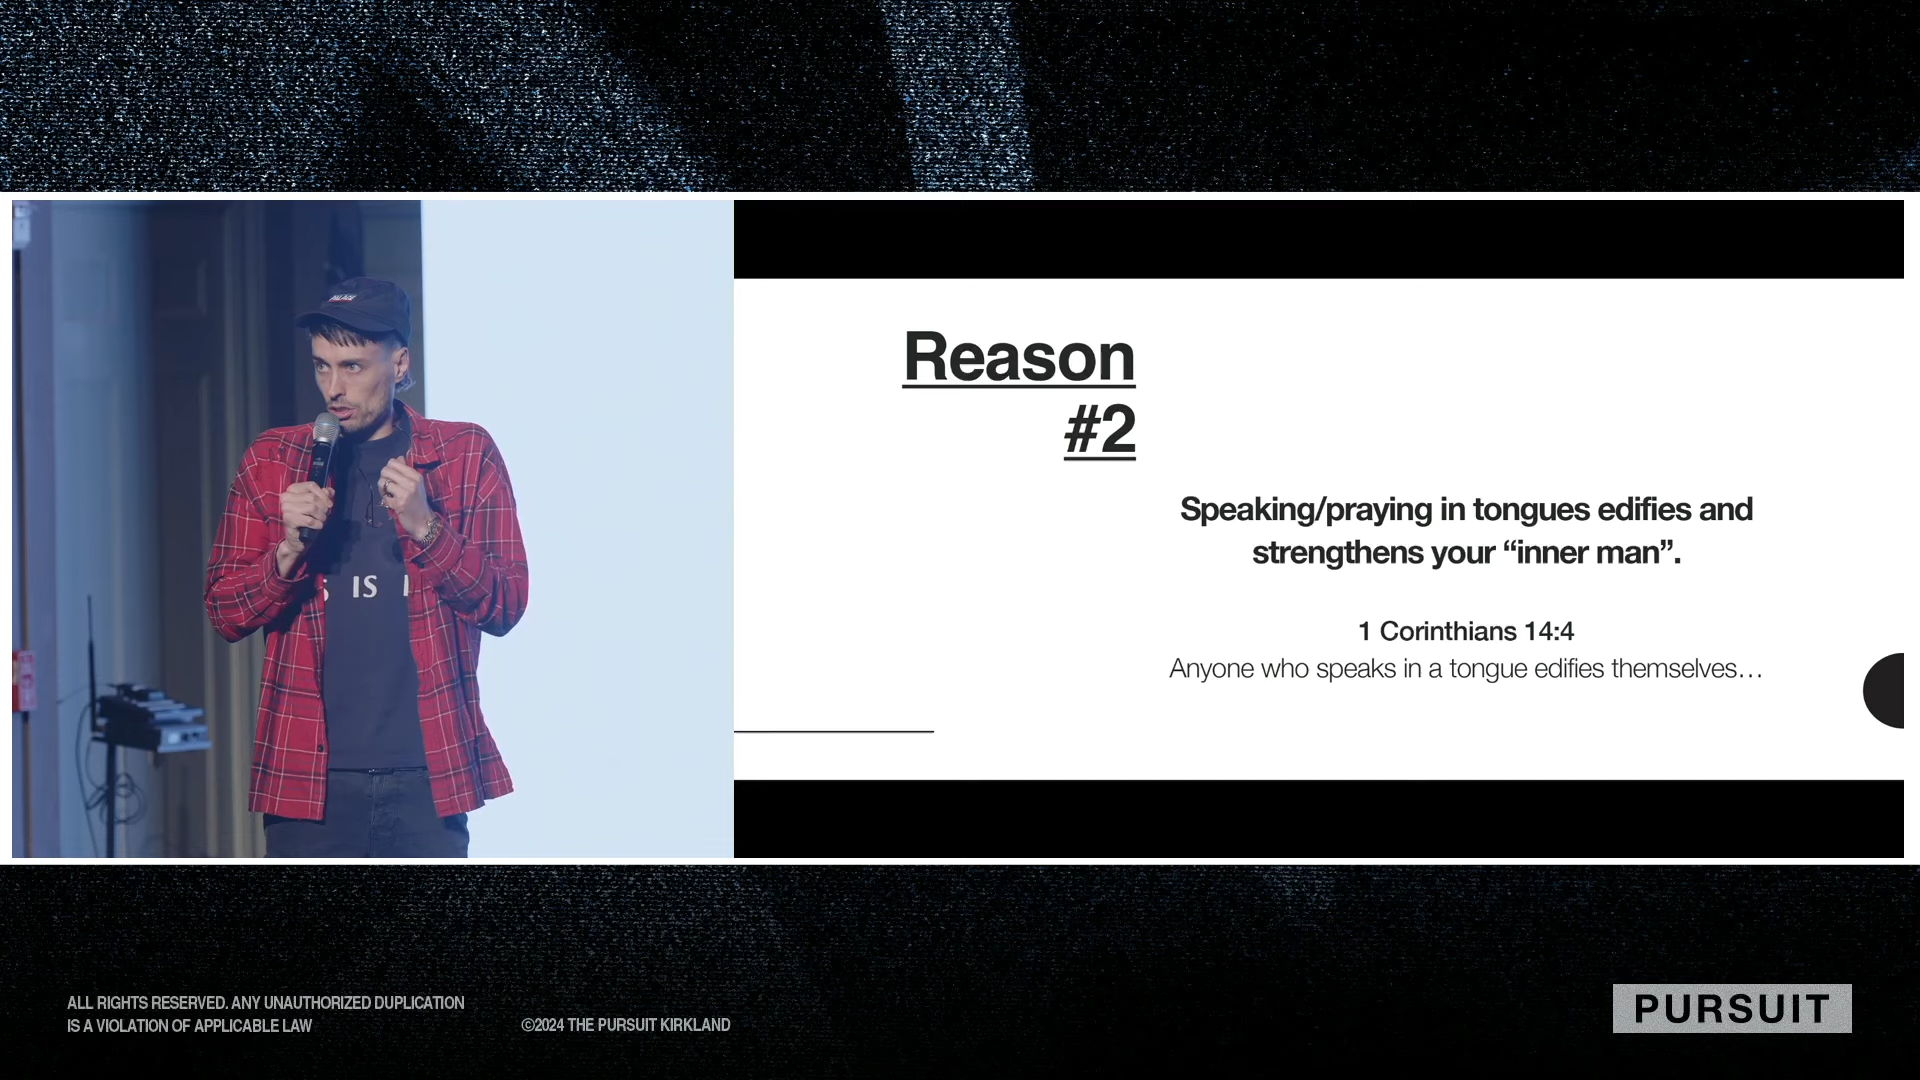 PALACE
S IS
Reason
#2
Speaking/praying in tongues edifies and
strengthens your “inner man”.
1 Corinthians 14:4
Anyone who speaks in a tongue edifies themselves…
ALL RIGHTS RESERVED. ANY UNAUTHORIZED DUPLICATION
IS A VIOLATION OF APPLICABLE LAW
©2024 THE PURSUIT KIRKLAND
PURSUIT